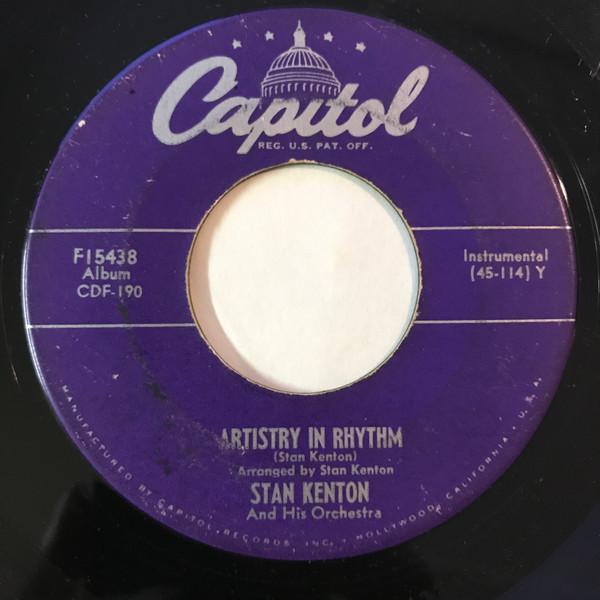 Capitol
REG. U.S. PAT. OFF.
F15438
Album
CDF-190
Instrumental
(45-114) Y
ARTISTRY IN RHYTHM
(Stan Kenton)
Arranged by Stan Kenton
STAN KENTON
And His Orchestra
MANUFACTURED BY CAPITOL RECORDS, INC. • HOLLYWOOD, CALIFORNIA • U. S. A.